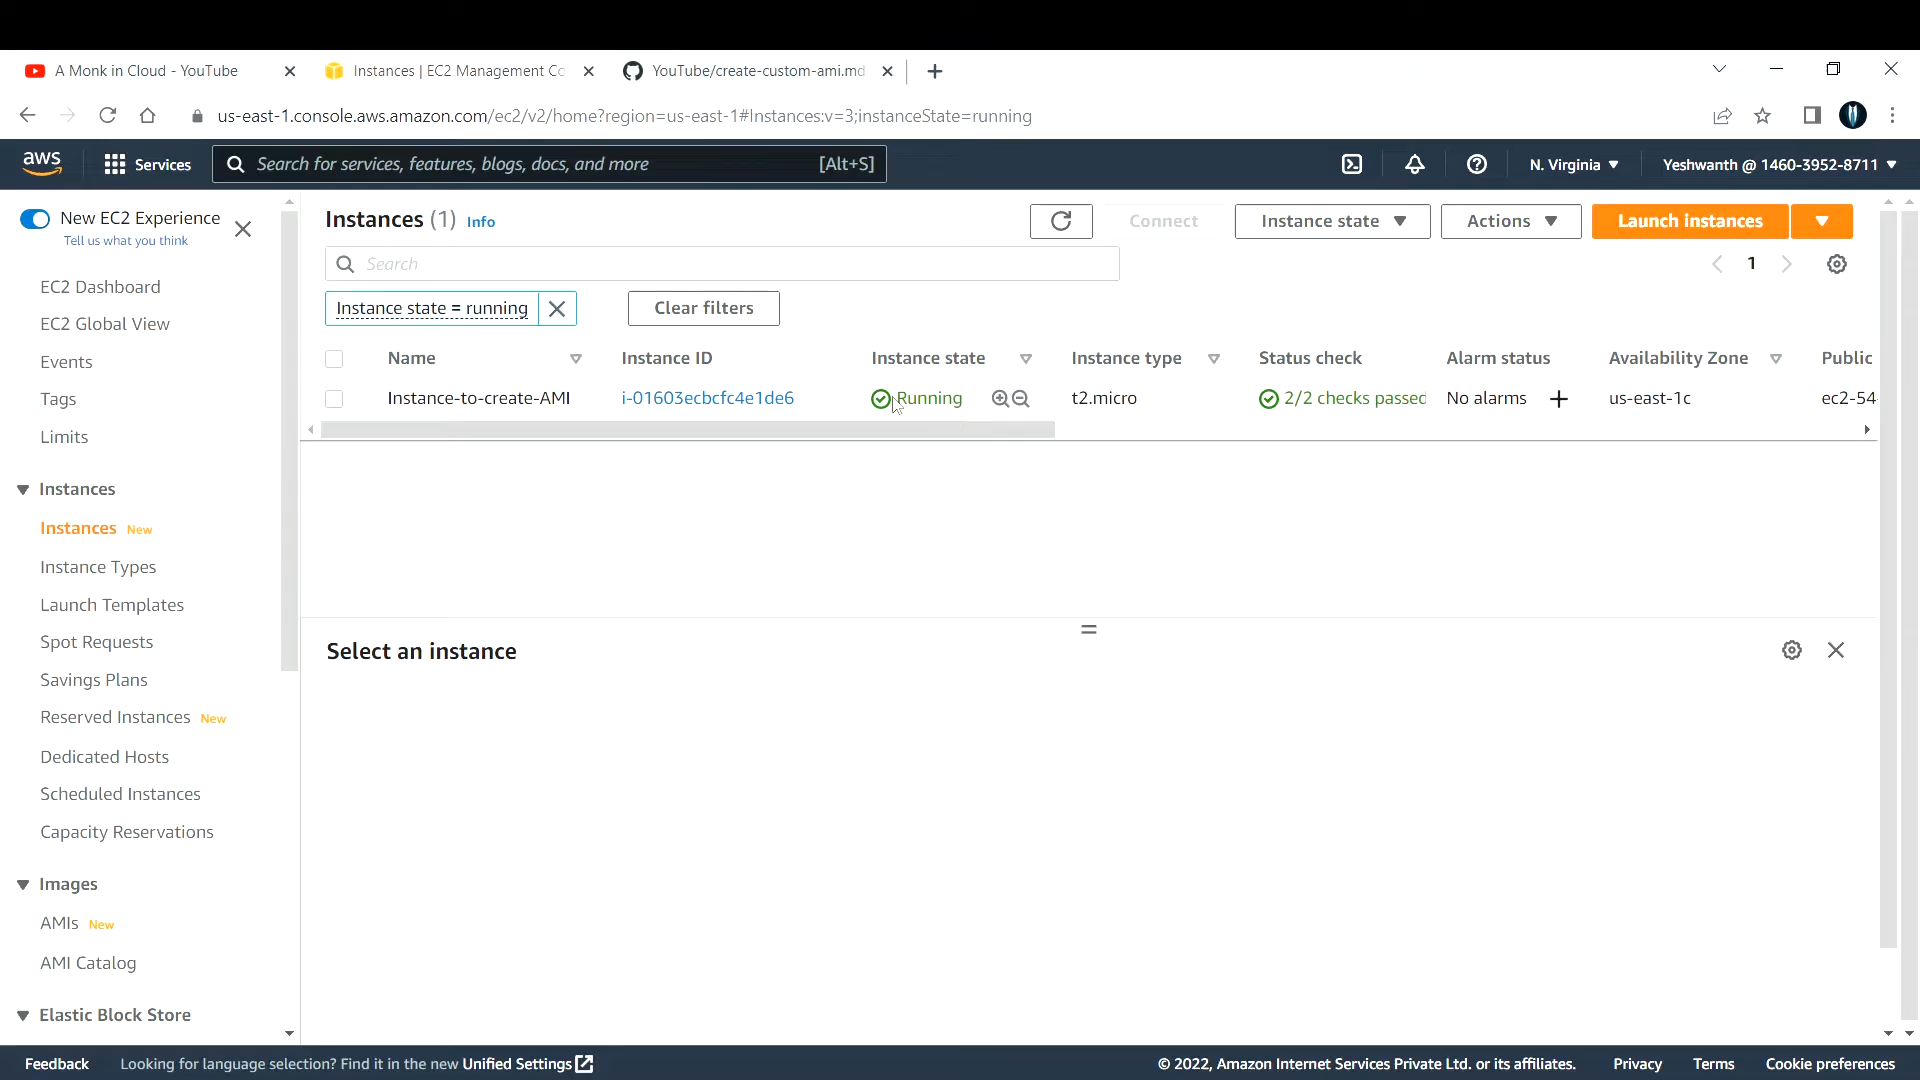 A Monk in Cloud - YouTube
Instances | EC2 Management Co
YouTube/create-custom-ami.md
us-east-1.console.aws.amazon.com/ec2/v2/home?region=us-east-1#Instances:v=3;instanceState=running
aws
Services
Search for services, features, blogs, docs, and more
[Alt+S]
N. Virginia
Yeshwanth @ 1460-3952-8711
New EC2 Experience
Tell us what you think
EC2 Dashboard
EC2 Global View
Events
Tags
Limits
Instances
Instances New
Instance Types
Launch Templates
Spot Requests
Savings Plans
Reserved Instances New
Dedicated Hosts
Scheduled Instances
Capacity Reservations
Images
AMIs New
AMI Catalog
Elastic Block Store
Instances (1) Info
Connect
Instance state
Actions
Launch instances
Search
1
Instance state = running
Clear filters
Name Instance ID Instance state Instance type Status check Alarm status Availability Zone Public
Instance-to-create-AMI i-01603ecbcfc4e1de6 Running t2.micro 2/2 checks passed No alarms + us-east-1c ec2-54
Select an instance
Feedback
Looking for language selection? Find it in the new Unified Settings
© 2022, Amazon Internet Services Private Ltd. or its affiliates.
Privacy
Terms
Cookie preferences